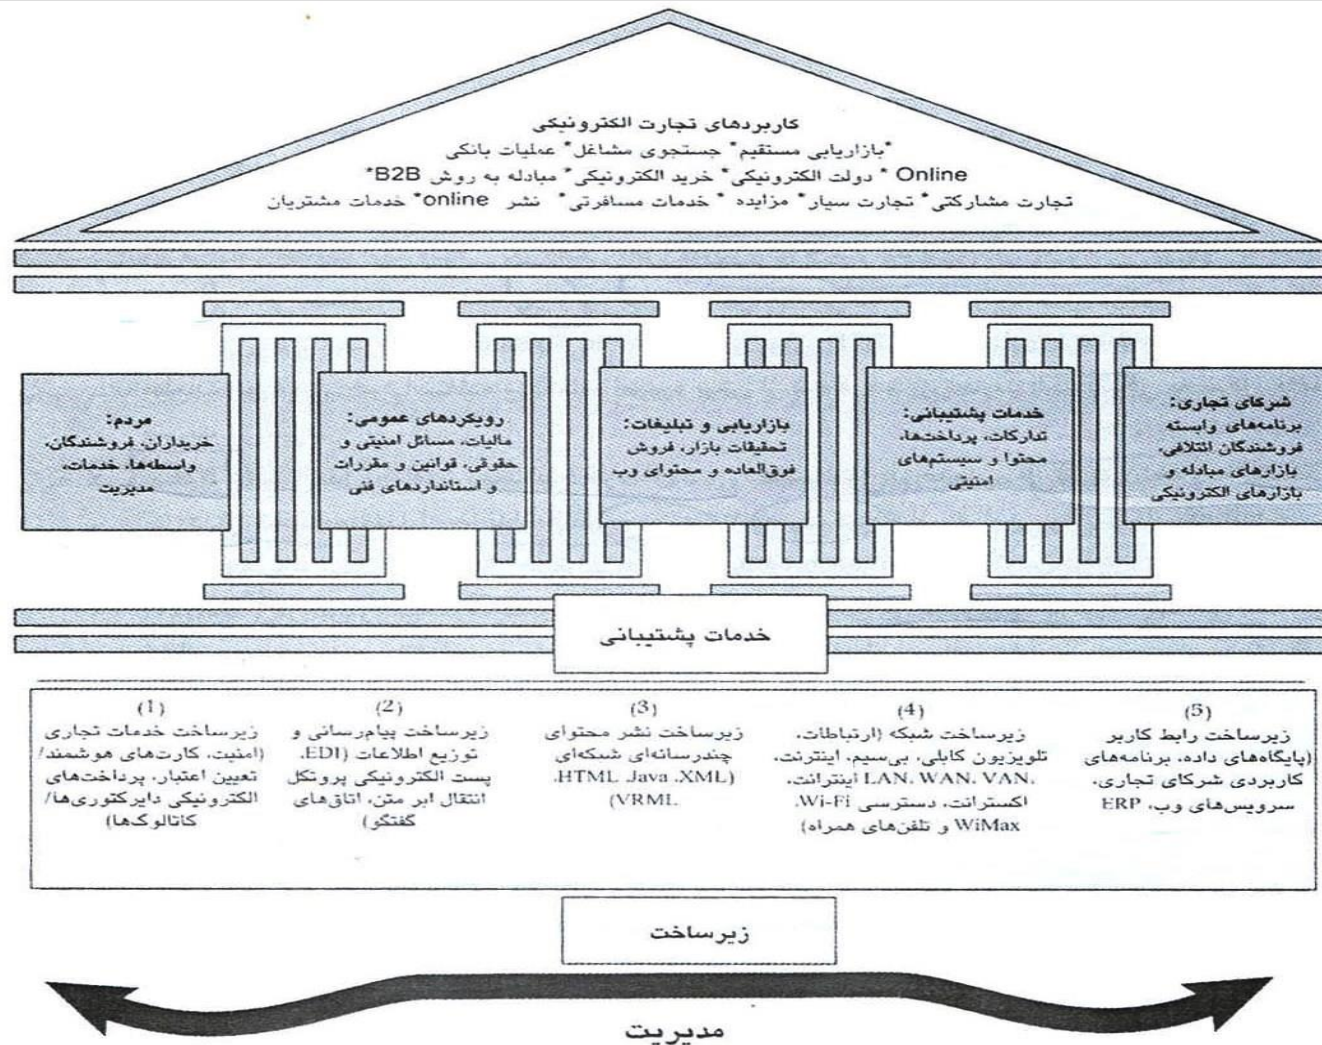 کاربردهای تجارت الکترونیکی
*بازاریابی مستقیم* جستجوی مشاغل* عملیات بانکی
Online * دولت الکترونیکی* خرید الکترونیکی* مبادله به روش B2B*
تجارت مشارکتی* تجارت سیار* مزایده * خدمات مسافرتی* نشر online* خدمات مشتریان
شرکای تجاری:
برنامه‌های وابسته
فروشندگان ائتلافی،
بازارهای مبادله و
بازارهای الکترونیکی
خدمات پشتیبانی:
تدارکات، پرداخت‌ها،
محتوا و سیستم‌های
امنیتی
بازاریابی و تبلیغات:
تحقیقات بازار، فروش
فوق‌العاده و محتوای وب
رویکردهای عمومی:
مالیات، مسائل امنیتی و
حقوقی، قوانین و مقررات
و استانداردهای فنی
مردم:
خریداران، فروشندگان،
واسطه‌ها، خدمات،
مدیریت
خدمات پشتیبانی
(5)
زیرساخت رابط کاربر
(پایگاه‌های داده، برنامه‌های
کاربردی شرکای تجاری،
سرویس‌های وب، ERP
(4)
زیرساخت شبکه (ارتباطات،
تلویزیون کابلی، بی‌سیم، اینترنت،
LAN، WAN، VAN، اینترانت،
اکسترانت، دسترسی Wi-Fi،
WiMax و تلفن‌های همراه)
(3)
زیرساخت نشر محتوای
چندرسانه‌ای شبکه‌ای
(HTML Java .XML،
VRML)
(2)
زیرساخت پیام‌رسانی و
توزیع اطلاعات (EDI،
پست الکترونیکی پروتکل
انتقال ابر متن، اتاق‌های
گفتگو)
(1)
زیرساخت خدمات تجاری
(امنیت، کارت‌های هوشمند/
تعیین اعتبار، پرداخت‌های
الکترونیکی دایرکتوری‌ها/
کاتالوگ‌ها)
زیرساخت
مدیریت